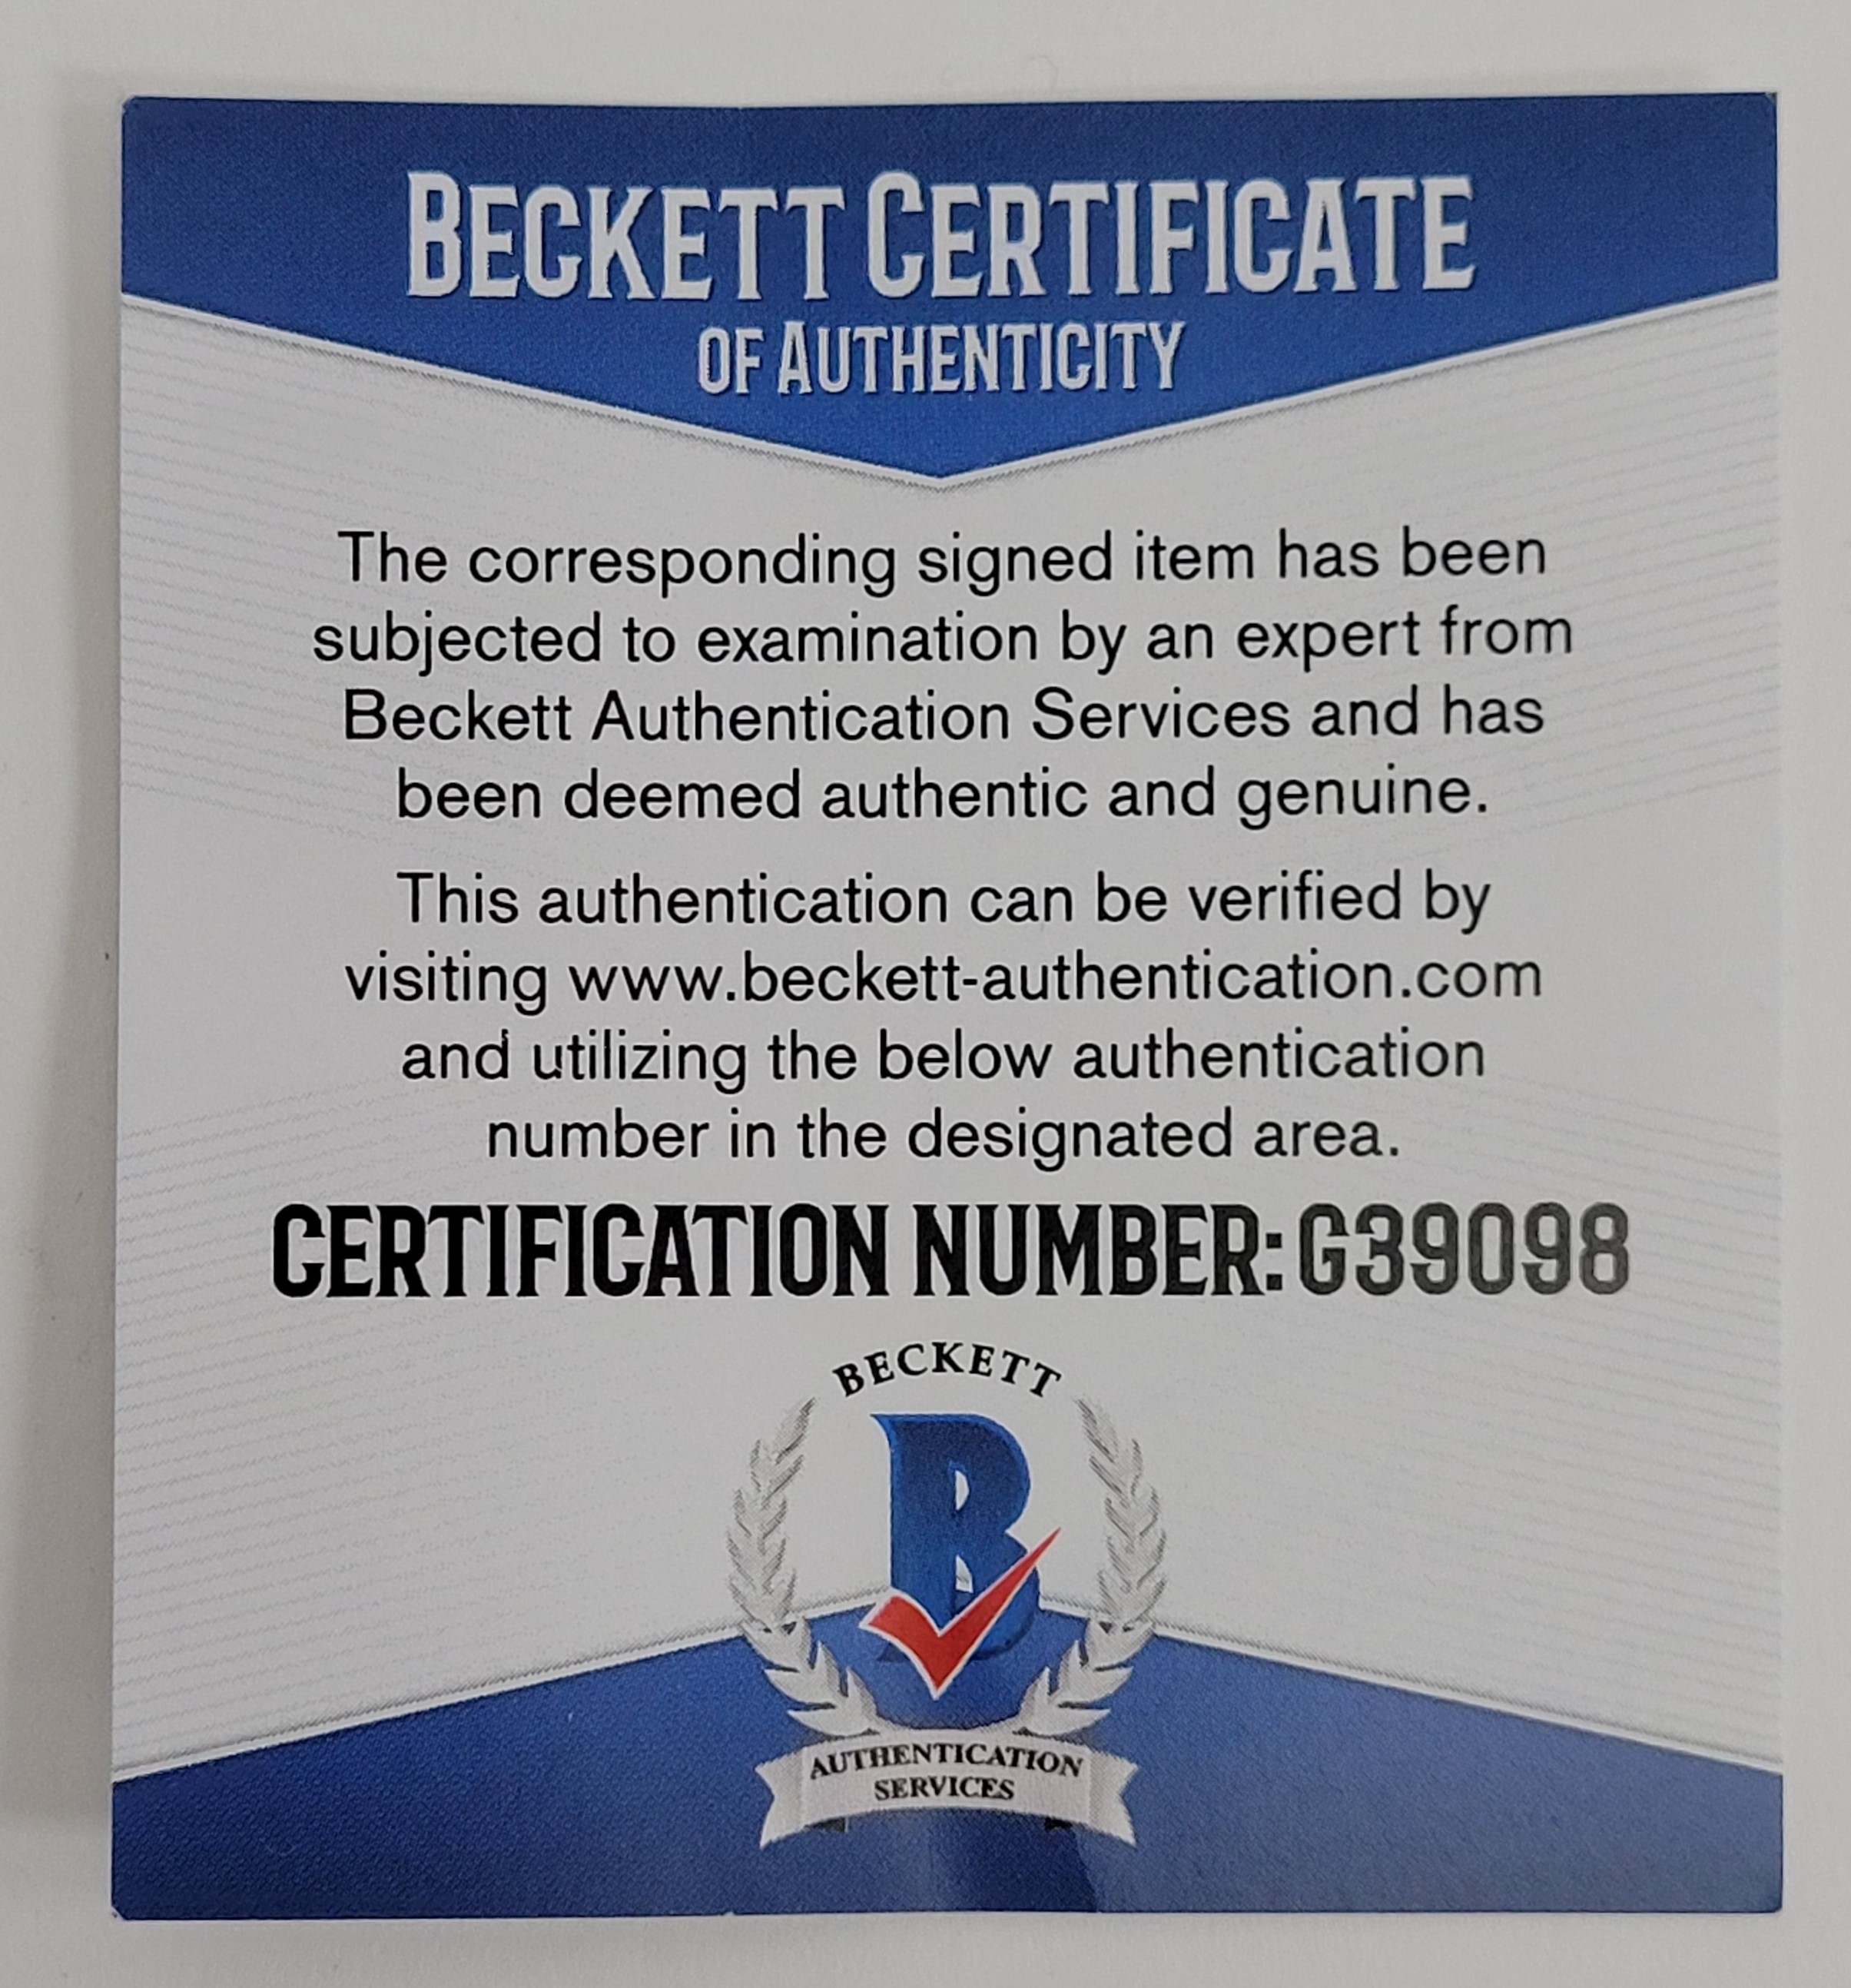 BECKETT CERTIFICATE
OF AUTHENTICITY
The corresponding signed item has been
subjected to examination by an expert from
Beckett Authentication Services and has
been deemed authentic and genuine.
This authentication can be verified by
visiting www.beckett-authentication.com
and utilizing the below authentication
number in the designated area.
CERTIFICATION NUMBER: G39098
BECKETT
B
AUTHENTICATION
SERVICES